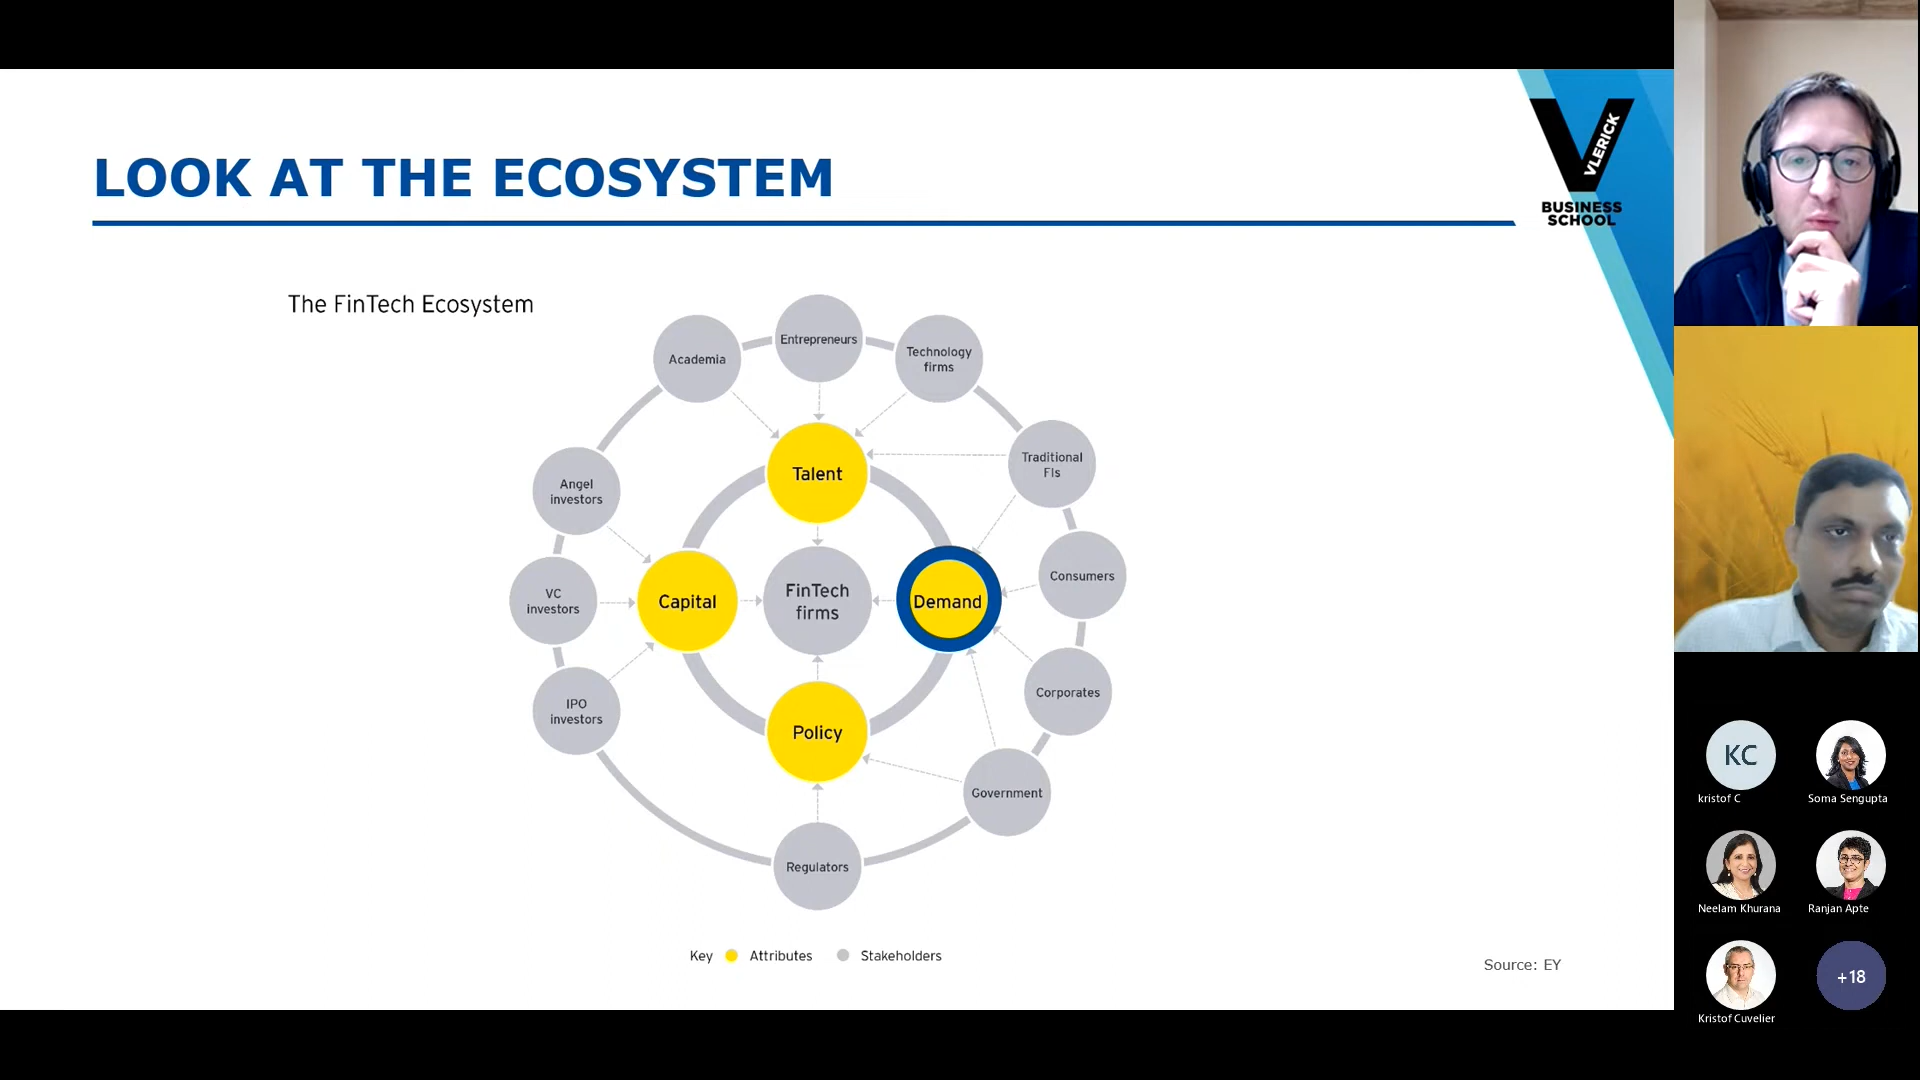 LOOK AT THE ECOSYSTEM
VLERICK
BUSINESS
SCHOOL
The FinTech Ecosystem
Entrepreneurs
Academia
Technology
firms
Traditional
FIs
Talent
Angel
investors
Consumers
VC
investors
Capital
FinTech
firms
Demand
IPO
investors
Corporates
Policy
Government
Regulators
Key
Attributes
Stakeholders
Source: EY
KC
kristof C
Soma Sengupta
Neelam Khurana
Ranjan Apte
Kristof Cuvelier
+18